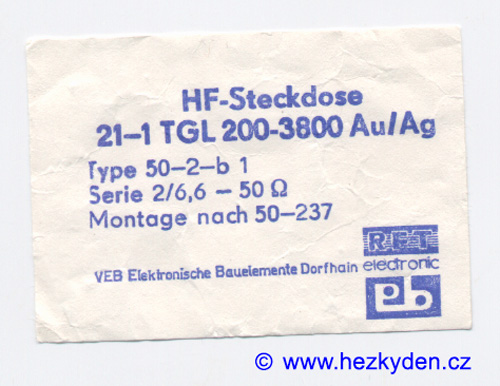 HF-Steckdose
21-1 TGL 200-3800 Au/Ag
Type 50-2-b 1
Serie 2/6,6 - 50 Ω
Montage nach 50-237
RFT
VEB Elektronische Bauelemente Dorfhain electronic
eb
© www.hezkyden.cz